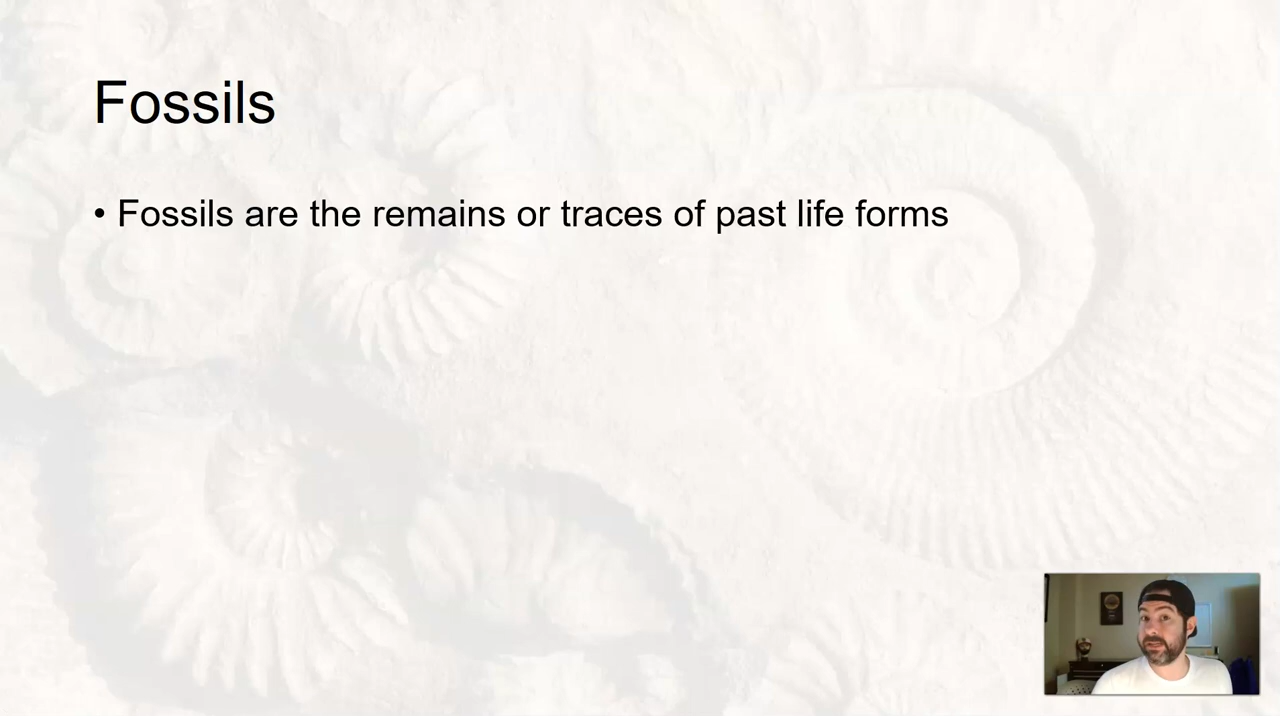 Fossils
• Fossils are the remains or traces of past life forms